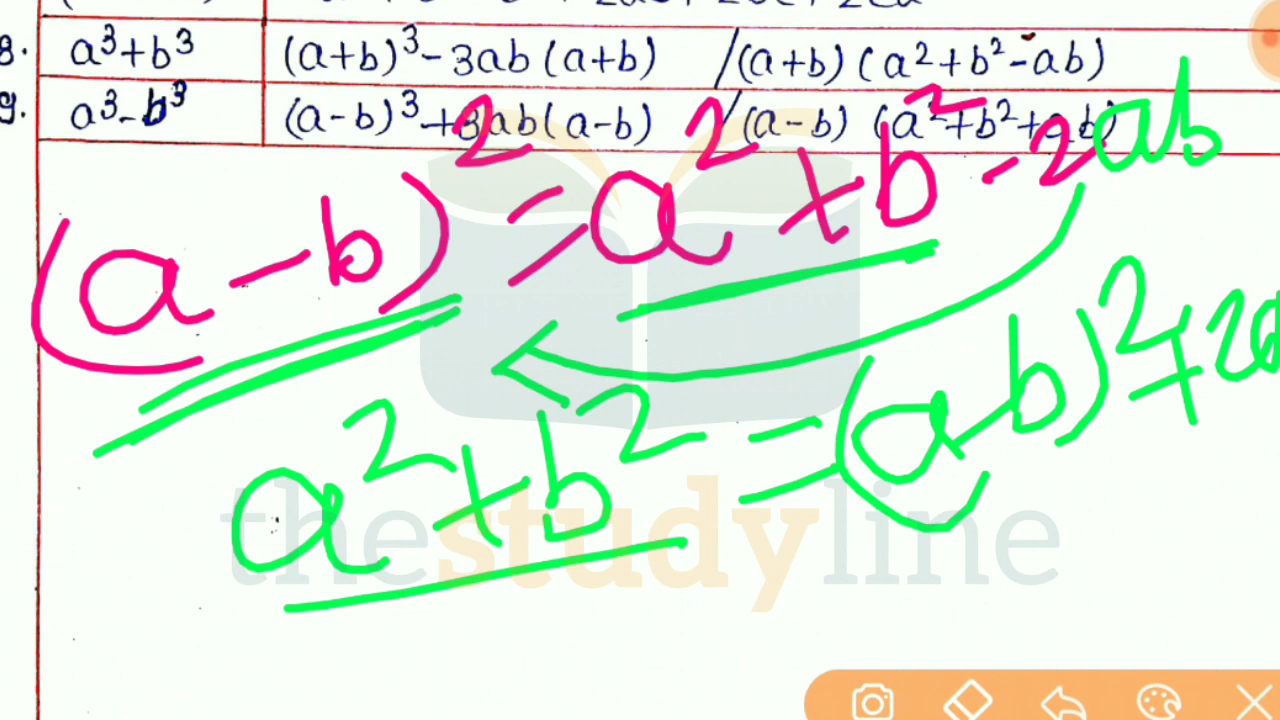 8. a³+b³ (a+b)³-3ab(a+b) /(a+b)(a²+b²-ab)
9. a³-b³ (a-b)³+3ab(a-b) /(a-b) (a²+b²+ab)
(a-b)²=a²+b²-2ab
a²+b²=(a-b)²+2a
thestudyline